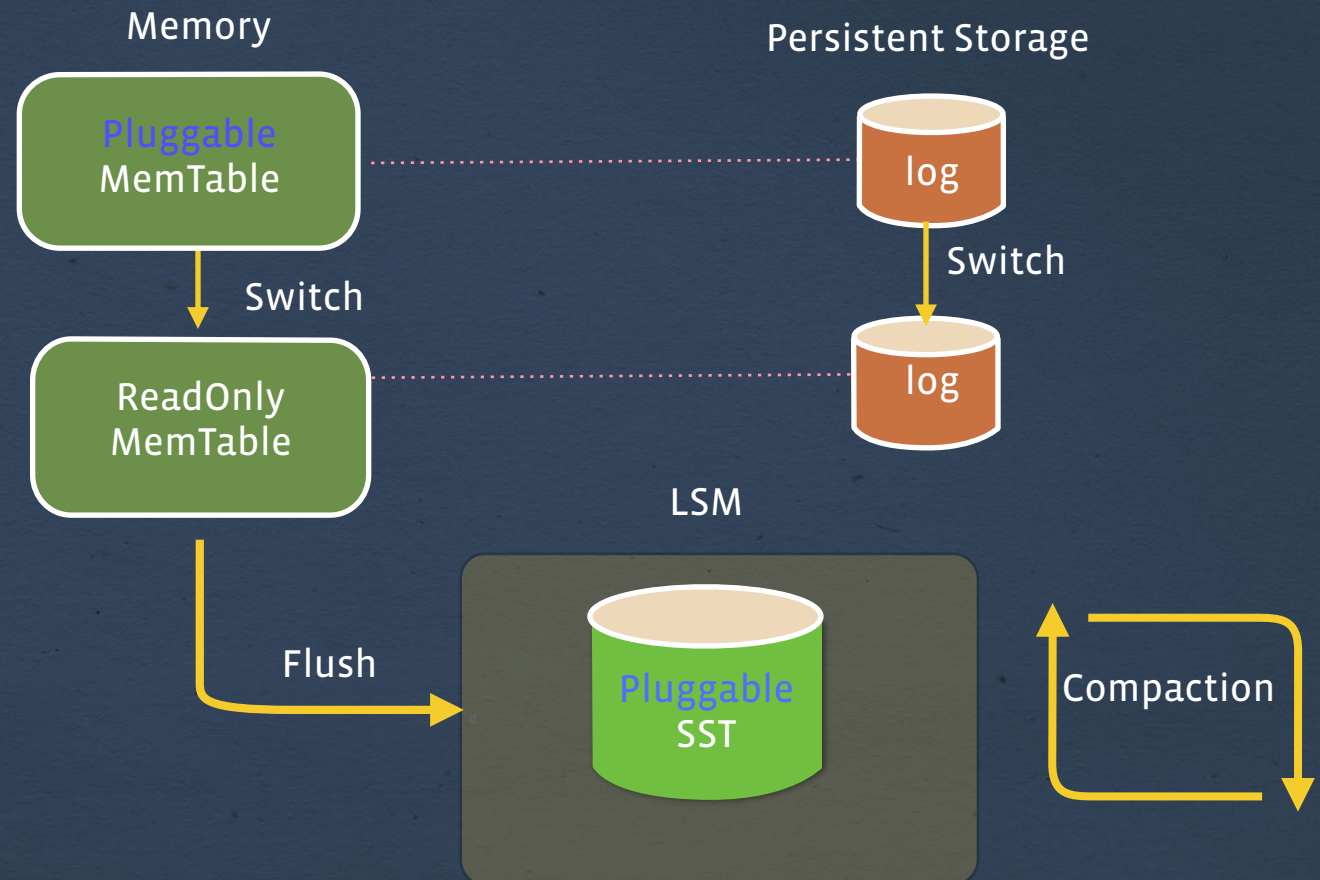 Memory
Persistent Storage
Pluggable
MemTable
log
Switch
Switch
ReadOnly
MemTable
log
LSM
Flush
Pluggable
SST
Compaction